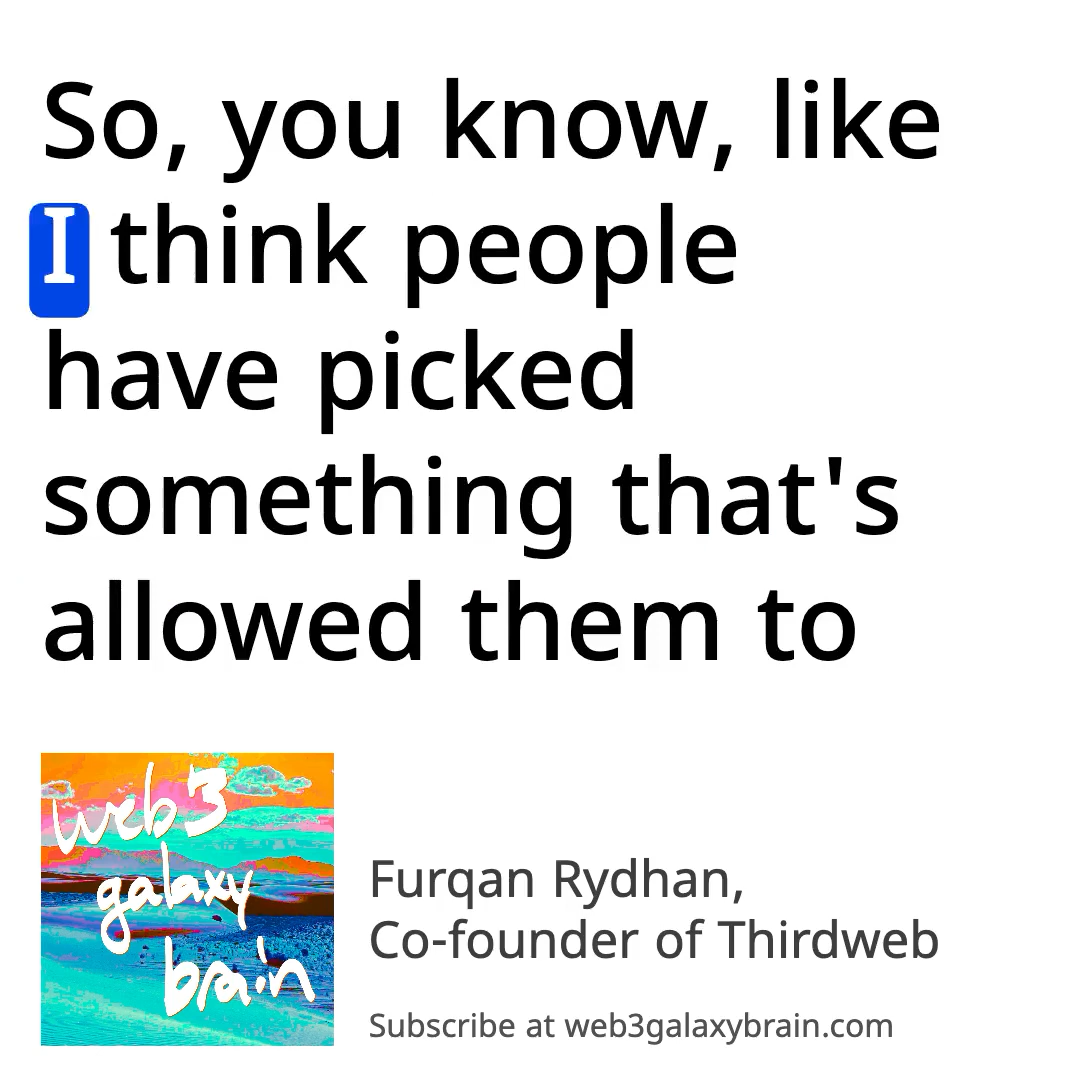 So, you know, like
I think people
have picked
something that's
allowed them to
web3
galaxy
brain
Furqan Rydhan,
Co-founder of Thirdweb
Subscribe at web3galaxybrain.com